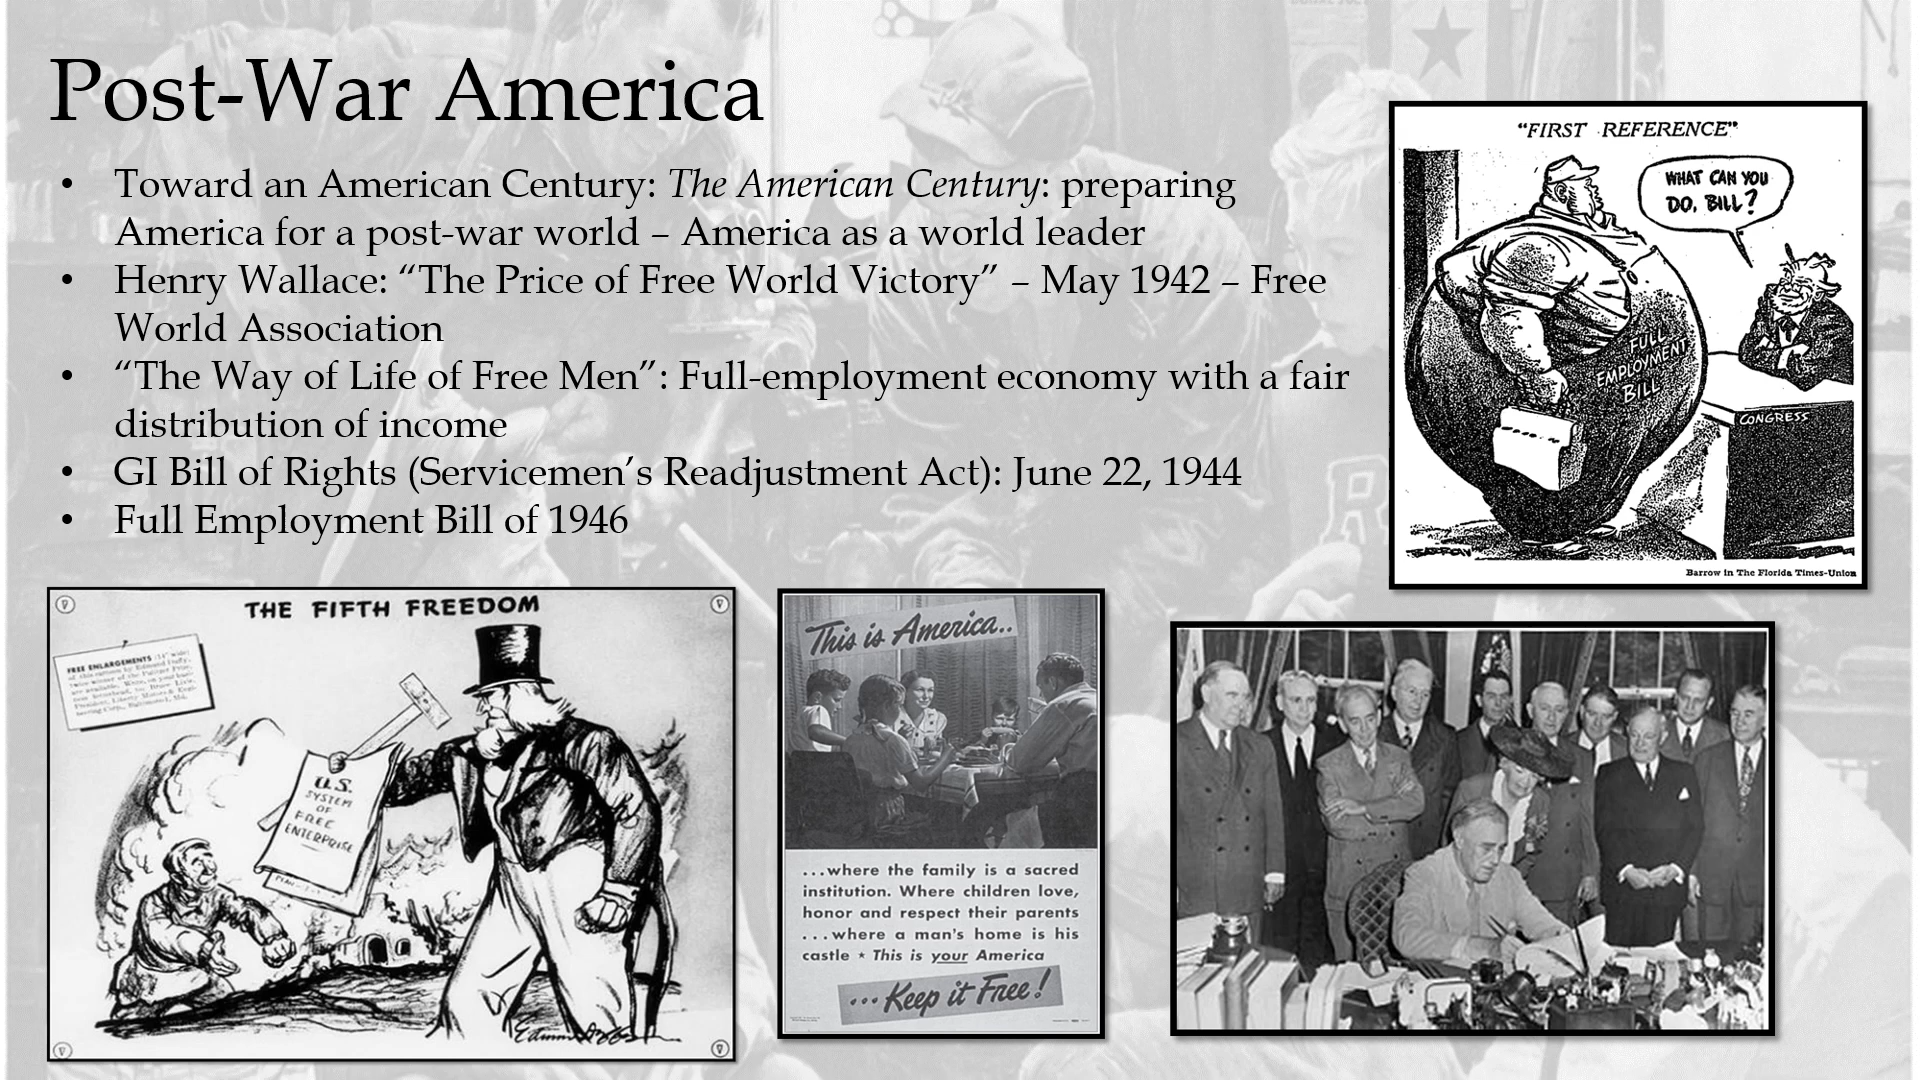 Post-War America
• Toward an American Century: The American Century: preparing
America for a post-war world – America as a world leader
• Henry Wallace: “The Price of Free World Victory” – May 1942 – Free
World Association
• “The Way of Life of Free Men”: Full-employment economy with a fair
distribution of income
• GI Bill of Rights (Servicemen’s Readjustment Act): June 22, 1944
• Full Employment Bill of 1946
"FIRST REFERENCE"
WHAT CAN YOU
DO, BILL?
FULL
EMPLOYMENT
BILL
CONGRESS
Barrow in The Florida Times-Union
THE FIFTH FREEDOM
FREE ENLARGEMENTS
U.S.
SYSTEM
OF
FREE
ENTERPRISE
This is America..
...where the family is a sacred
institution. Where children love,
honor and respect their parents
...where a man's home is his
castle ★ This is your America
...Keep it Free!